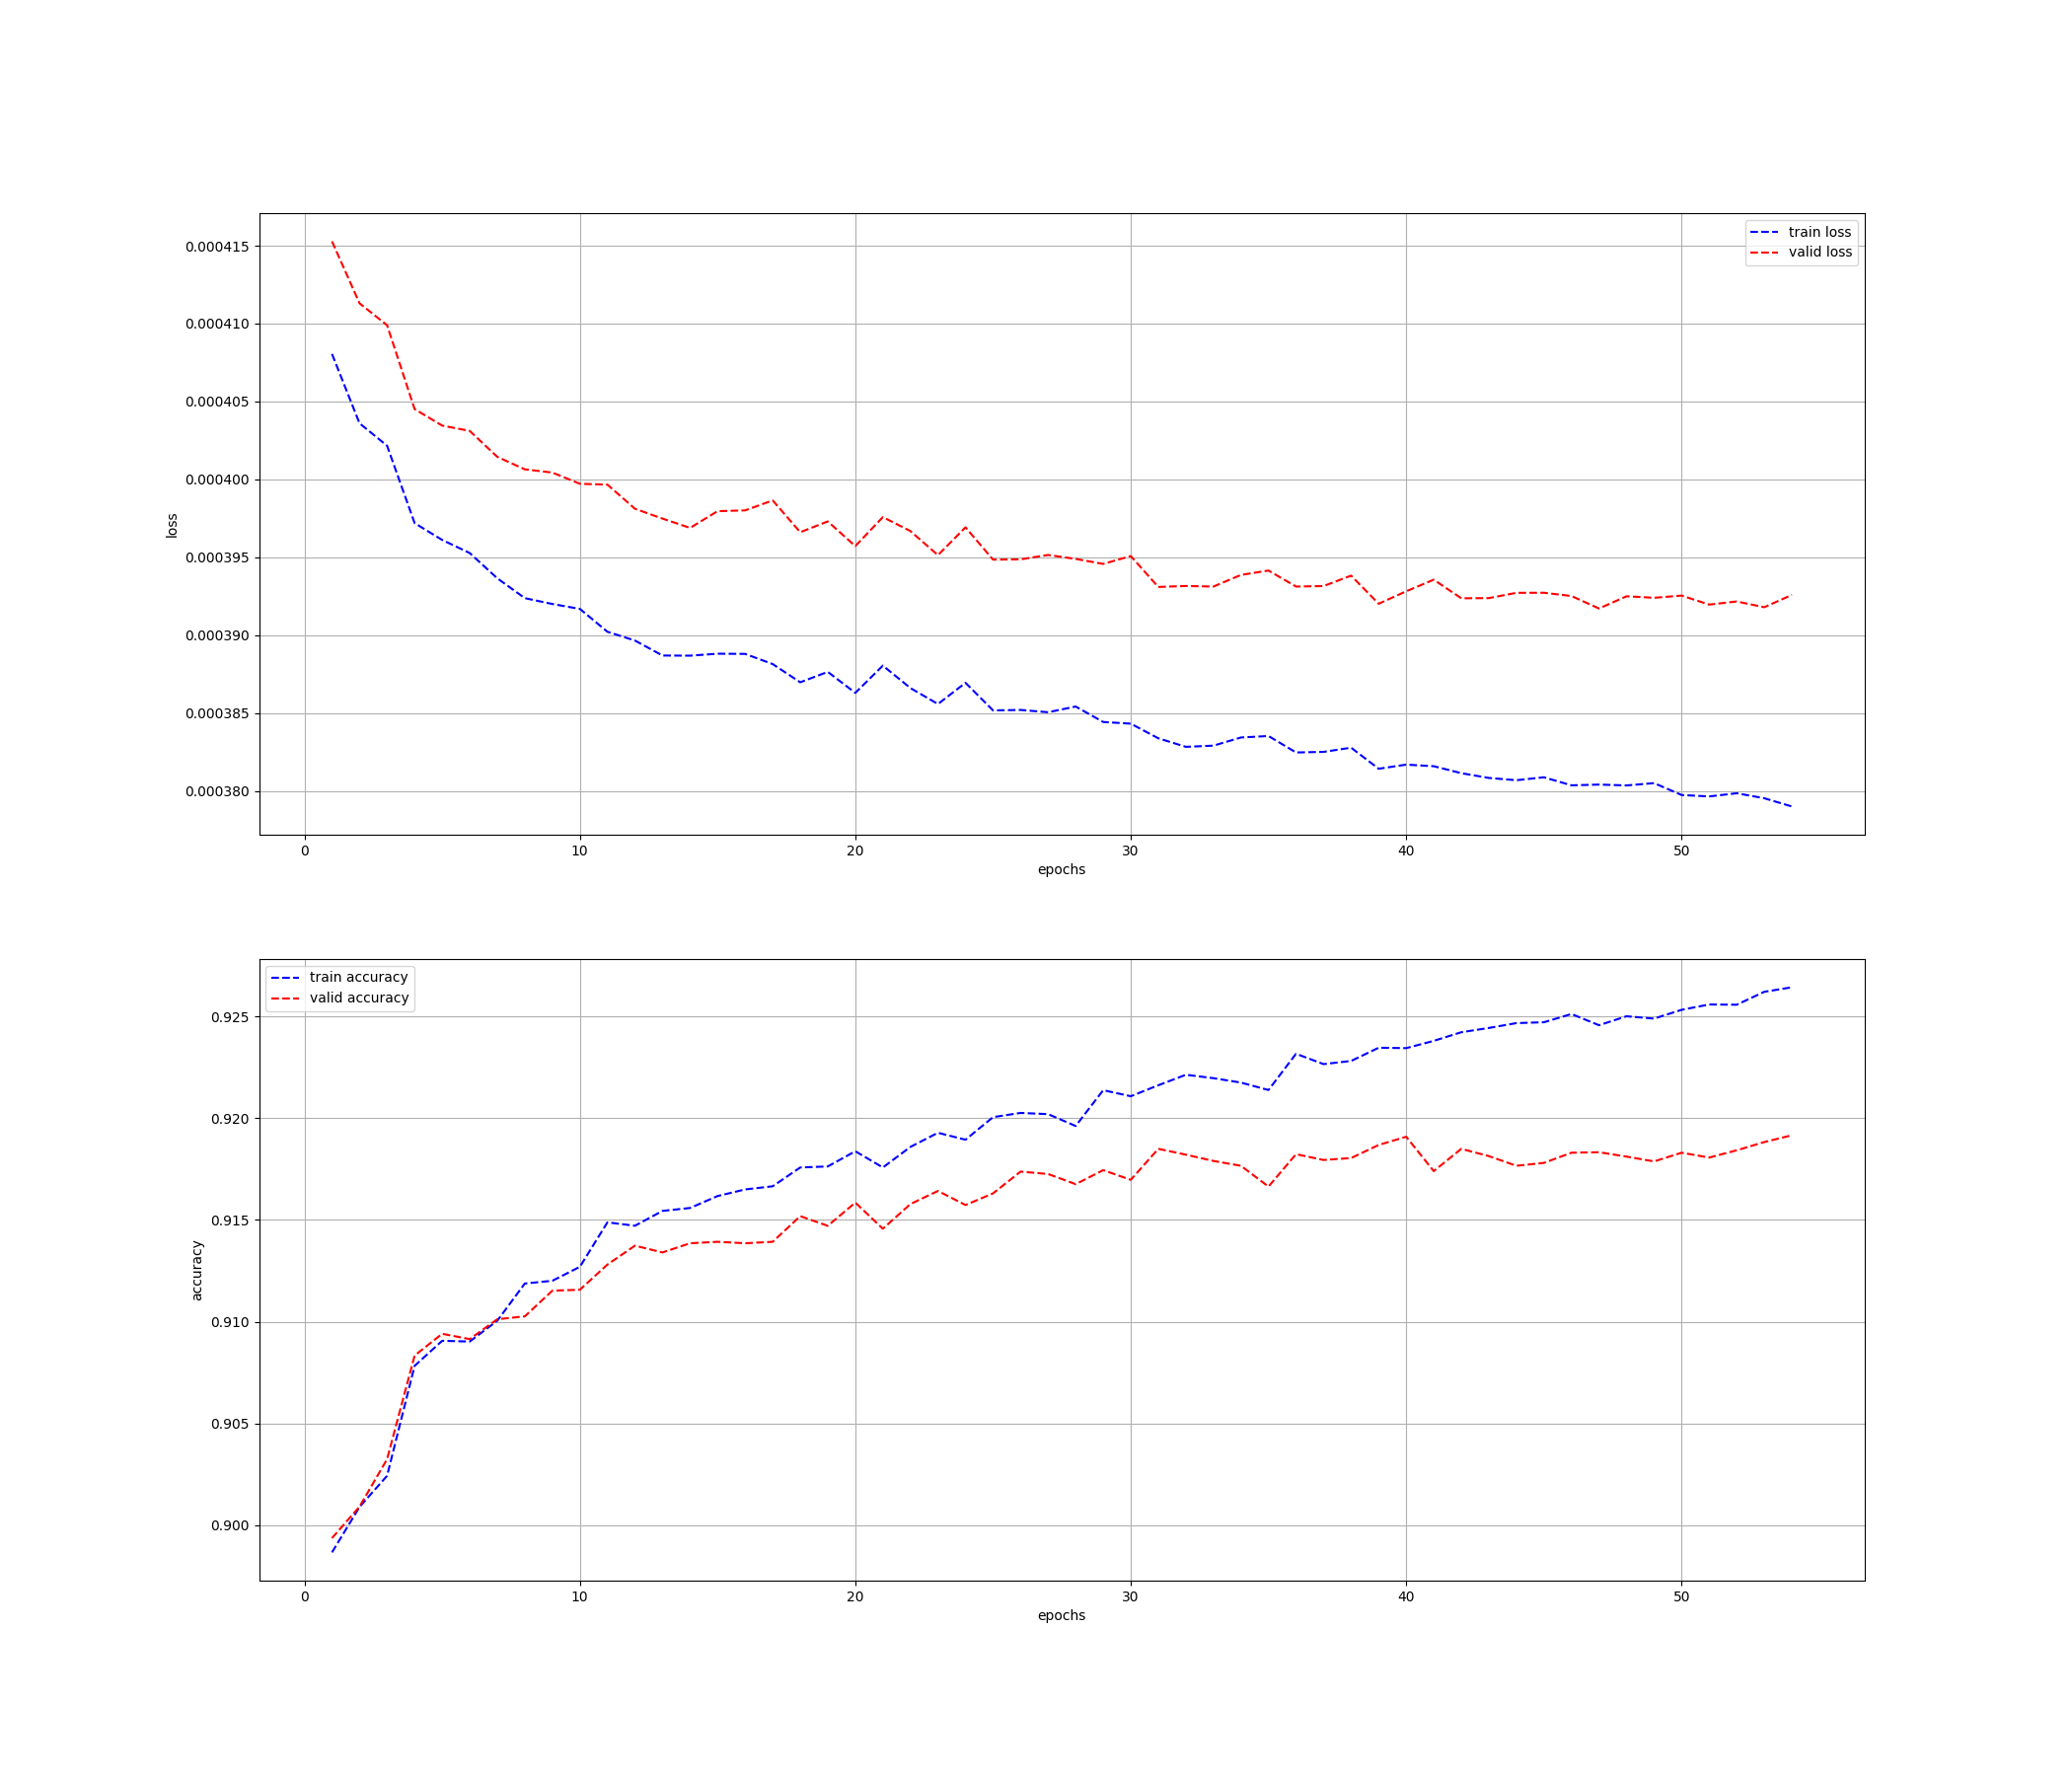 train loss
valid loss
0.000415
0.000410
0.000405
0.000400
0.000395
0.000390
0.000385
0.000380
loss
0 10 20 30 40 50
epochs
train accuracy
valid accuracy
0.925
0.920
0.915
0.910
0.905
0.900
accuracy
0 10 20 30 40 50
epochs